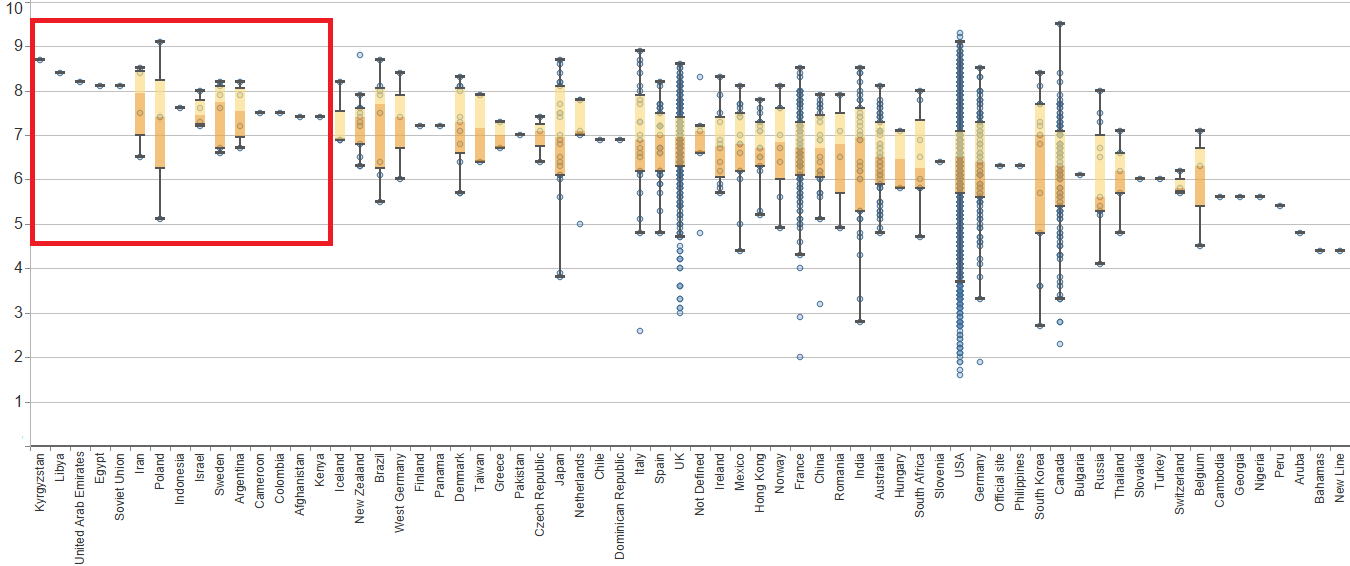 10
9
8
7
6
5
4
3
2
1
Kyrgyzstan
Libya
United Arab Emirates
Egypt
Soviet Union
Iran
Poland
Indonesia
Israel
Sweden
Argentina
Cameroon
Colombia
Afghanistan
Kenya
Iceland
New Zealand
Brazil
West Germany
Finland
Panama
Denmark
Taiwan
Greece
Pakistan
Czech Republic
Japan
Netherlands
Chile
Dominican Republic
Italy
Spain
UK
Not Defined
Ireland
Mexico
Hong Kong
Norway
France
China
Romania
India
Australia
Hungary
South Africa
Slovenia
USA
Germany
Official site
Philippines
South Korea
Canada
Bulgaria
Russia
Thailand
Slovakia
Turkey
Switzerland
Belgium
Cambodia
Georgia
Nigeria
Peru
Aruba
Bahamas
New Line